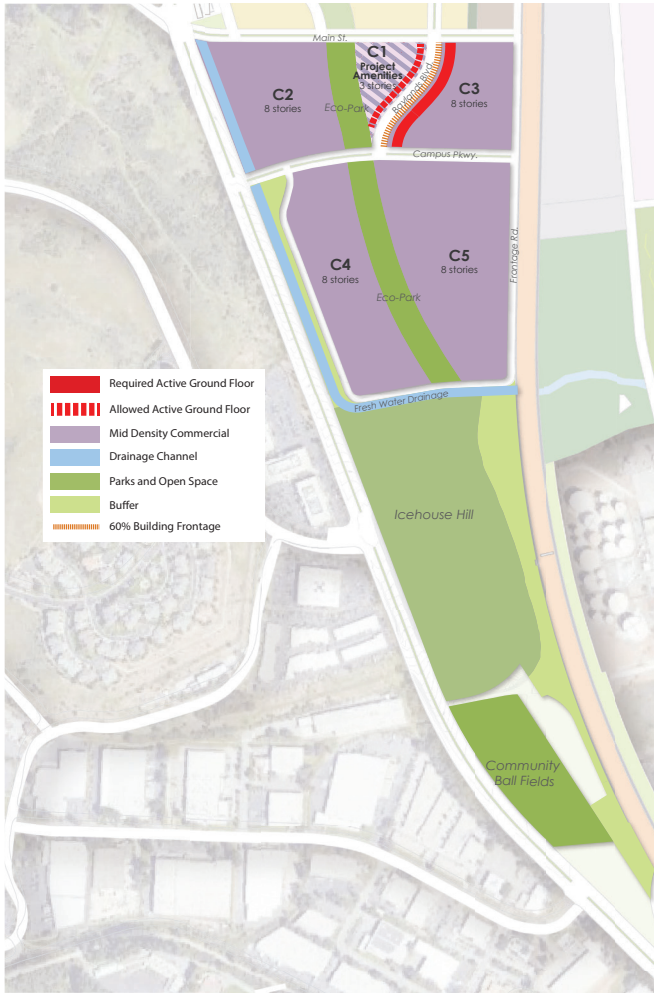 Main St.
C1
Project
Amenities
3 stories
C2
8 stories
Eco-Park
Baylands Blvd.
C3
8 stories
Campus Pkwy.
C4
8 stories
C5
8 stories
Frontage Rd.
Eco-Park
Fresh Water Drainage
Required Active Ground Floor
Allowed Active Ground Floor
Mid Density Commercial
Drainage Channel
Parks and Open Space
Buffer
60% Building Frontage
Icehouse Hill
Community
Ball Fields